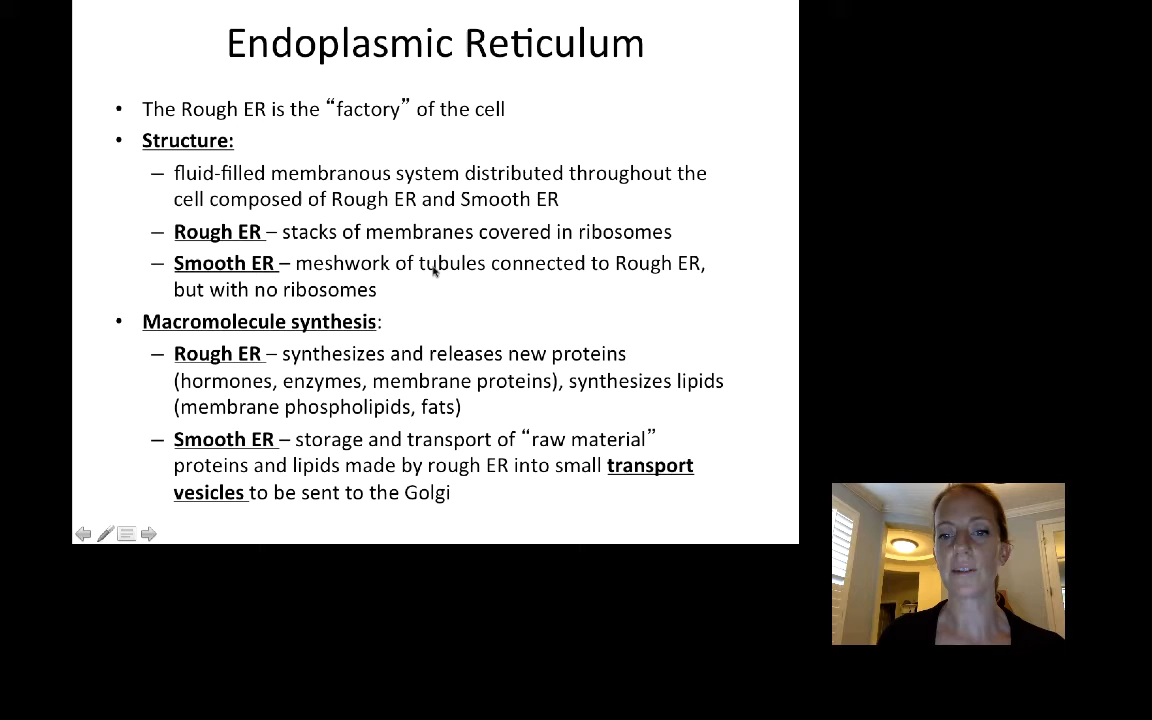 Endoplasmic Reticulum
• The Rough ER is the “factory” of the cell
• Structure:
– fluid-filled membranous system distributed throughout the
cell composed of Rough ER and Smooth ER
– Rough ER – stacks of membranes covered in ribosomes
– Smooth ER – meshwork of tubules connected to Rough ER,
but with no ribosomes
• Macromolecule synthesis:
– Rough ER – synthesizes and releases new proteins
(hormones, enzymes, membrane proteins), synthesizes lipids
(membrane phospholipids, fats)
– Smooth ER – storage and transport of “raw material”
proteins and lipids made by rough ER into small transport
vesicles to be sent to the Golgi